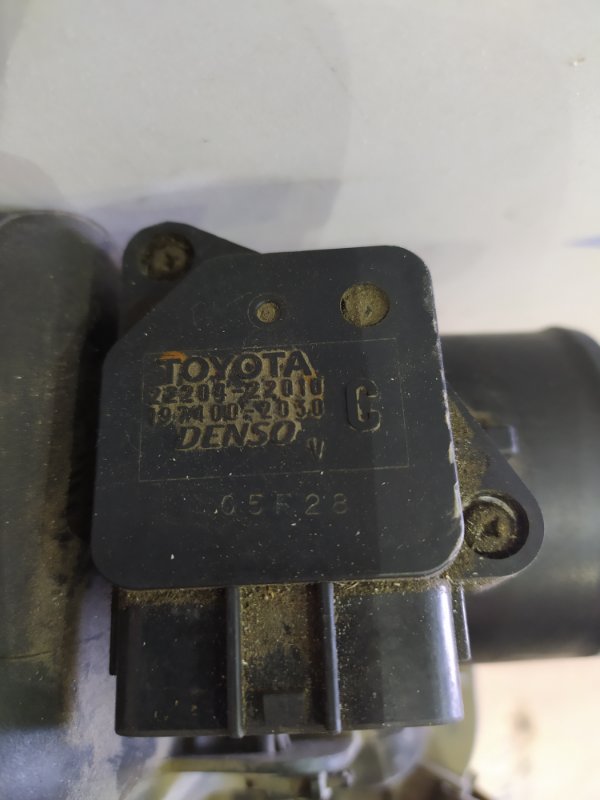 TOYOTA
22204-22010
197400-2030
DENSO
C
V
05F28